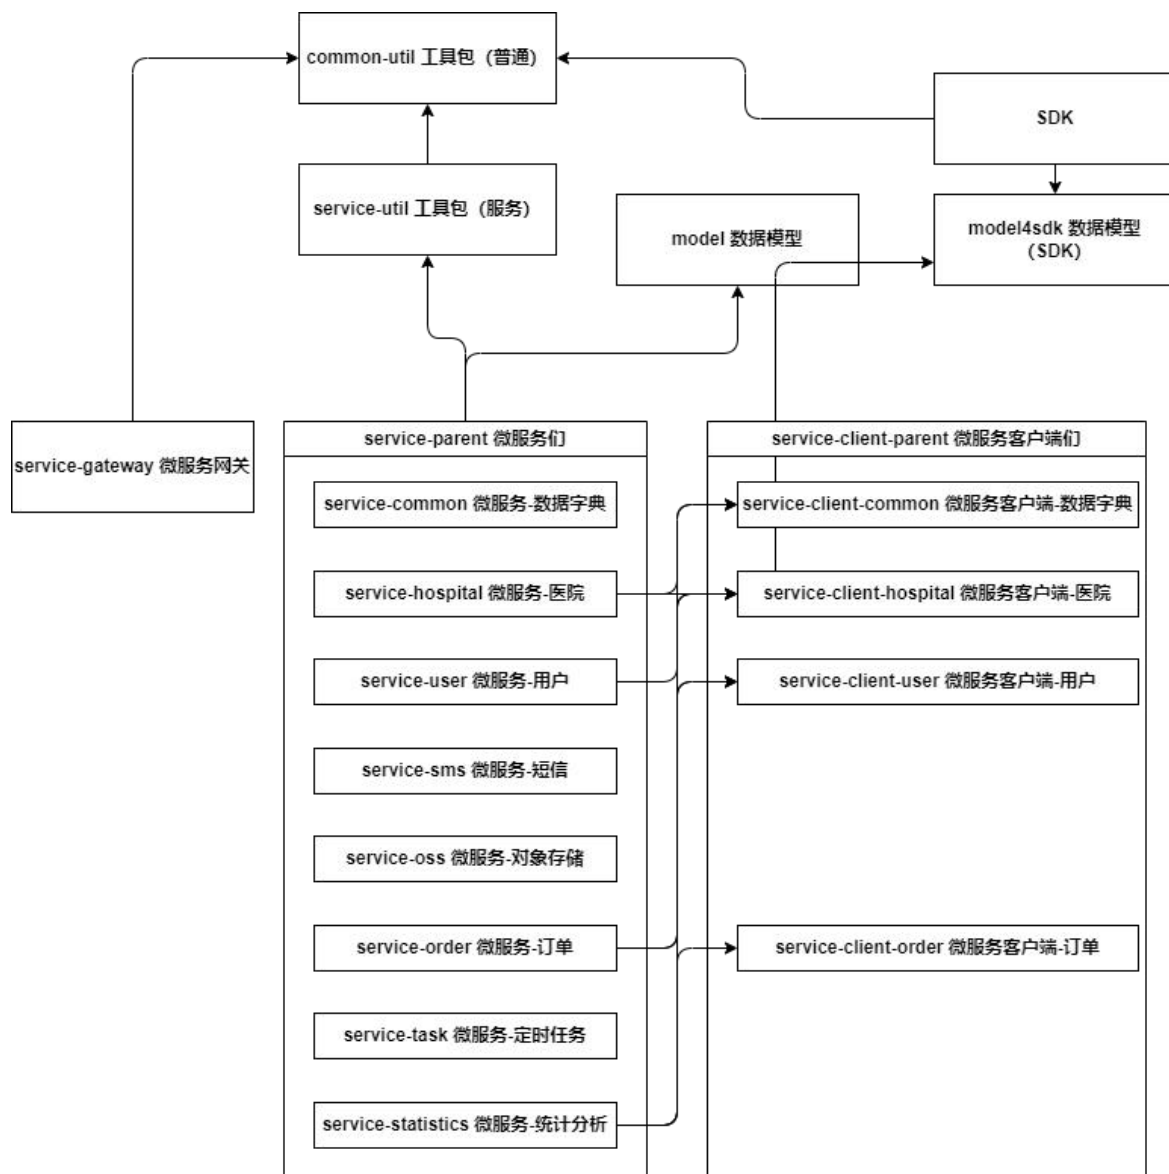 common-util 工具包（普通）
SDK
service-util 工具包（服务）
model 数据模型
model4sdk 数据模型
（SDK）
service-gateway 微服务网关
service-parent 微服务们
service-common 微服务-数据字典
service-hospital 微服务-医院
service-user 微服务-用户
service-sms 微服务-短信
service-oss 微服务-对象存储
service-order 微服务-订单
service-task 微服务-定时任务
service-statistics 微服务-统计分析
service-client-parent 微服务客户端们
service-client-common 微服务客户端-数据字典
service-client-hospital 微服务客户端-医院
service-client-user 微服务客户端-用户
service-client-order 微服务客户端-订单